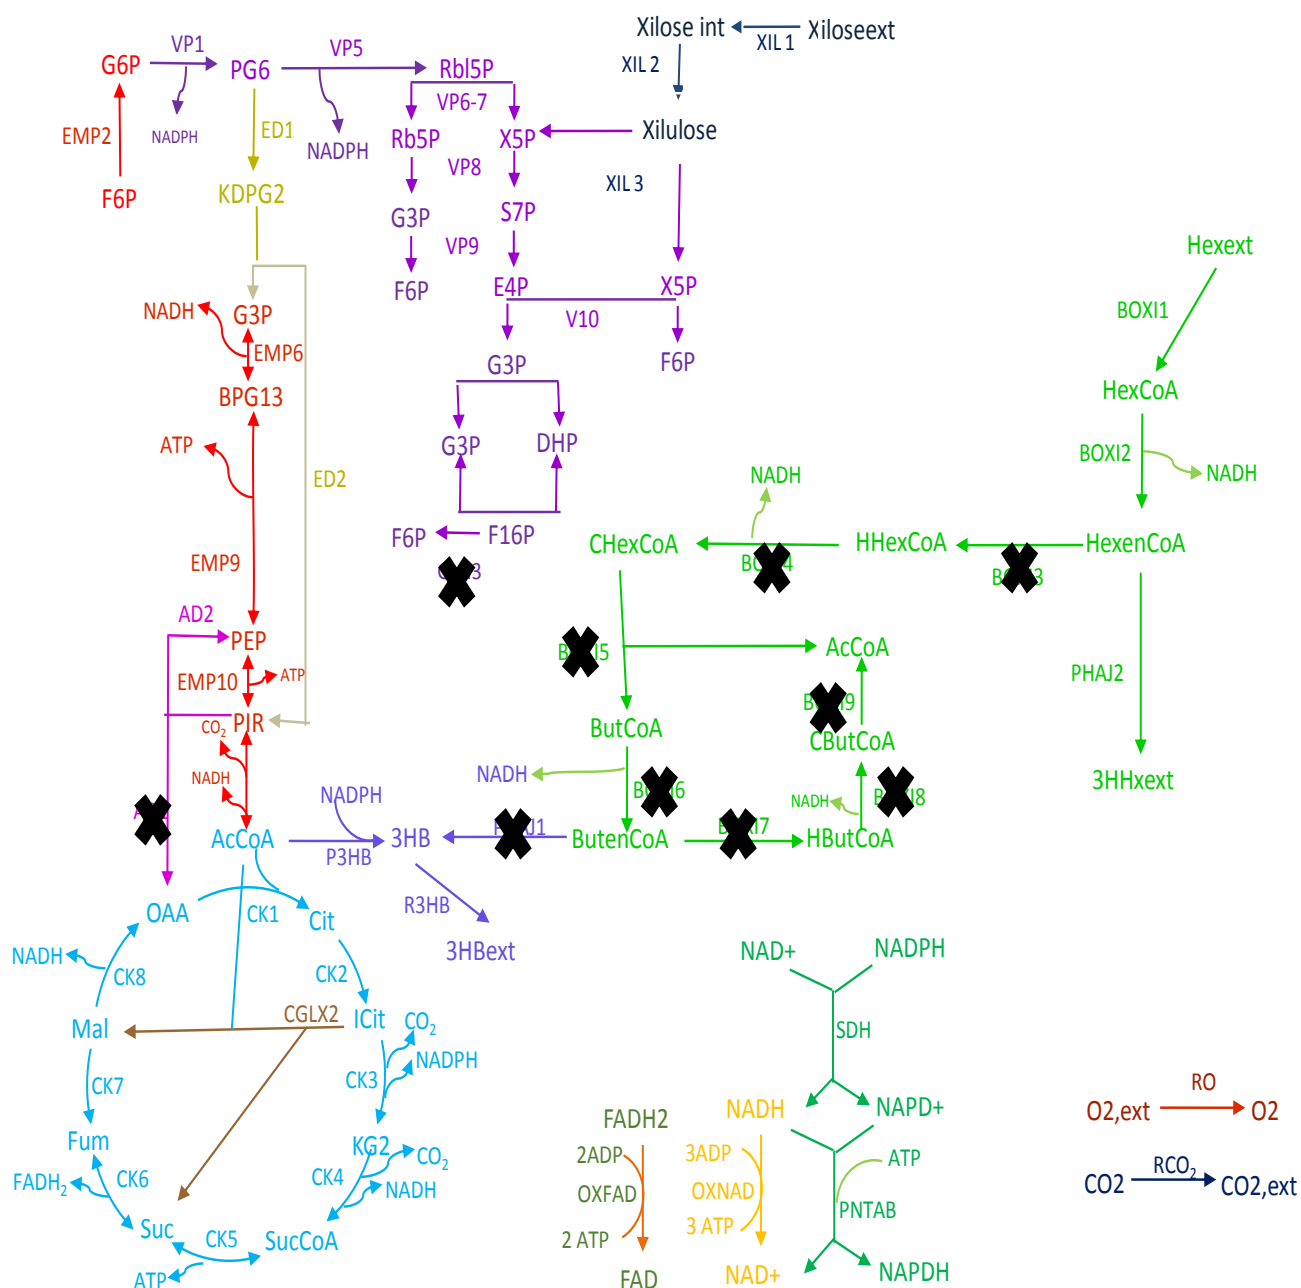 Xilose int
XIL 1
Xiloseext
VP1
VP5
G6P
PG6
Rbl5P
XIL 2
VP6-7
EMP2
NADPH
ED1
NADPH
Rb5P
X5P
Xilulose
VP8
XIL 3
F6P
KDPG2
G3P
S7P
VP9
Hexext
F6P
E4P
X5P
NADH
G3P
V10
BOXI1
EMP6
G3P
F6P
BPG13
HexCoA
ATP
G3P
DHP
BOXI2
ED2
NADH
NADH
F6P
F16P
CHexCoA
HHexCoA
HexenCoA
EMP9
AD2
PEP
AcCoA
EMP10
ATP
PHAJ2
CO2
PIR
ButCoA
CButCoA
NADH
NADH
3HHxext
NADPH
NADH
AcCoA
P3HB
3HB
ButenCoA
HButCoA
OAA
CK1
Cit
R3HB
3HBext
NAD+
NADPH
NADH
CK8
CK2
Mal
CGLX2
ICit
CO2
SDH
NADPH
CK7
CK3
RO
NADH
NAPD+
O2,ext
O2
FADH2
Fum
KG2
CO2
2ADP
3ADP
ATP
FADH2
CK6
CK4
NADH
OXFAD
OXNAD
PNTAB
CO2
RCO2
CO2,ext
Suc
CK5
SucCoA
2 ATP
3 ATP
ATP
FAD
NAD+
NAPDH